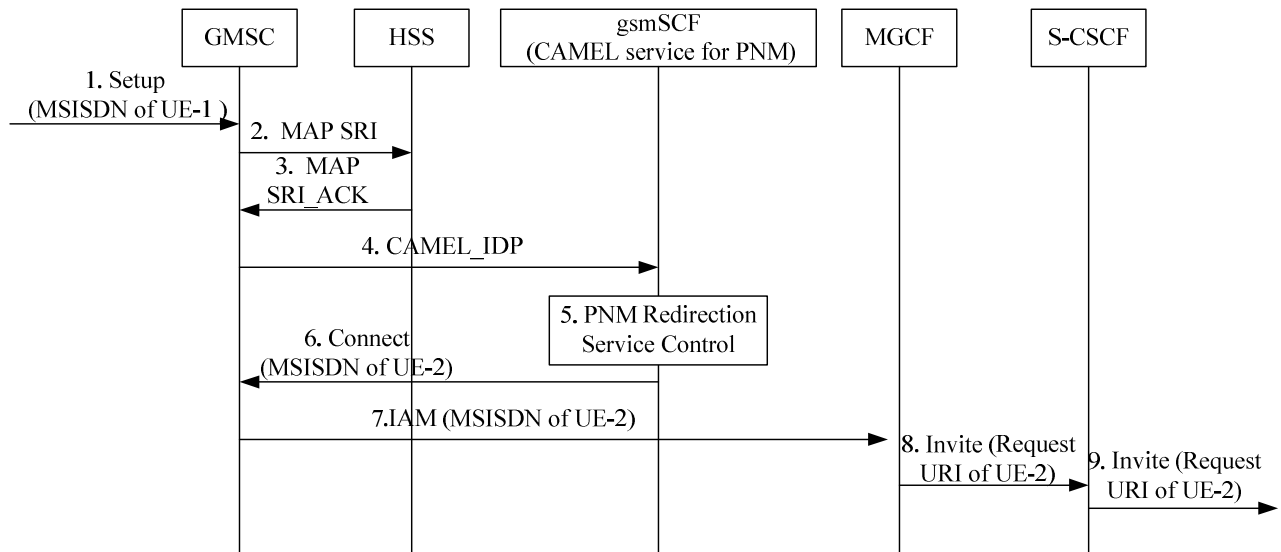 GMSC
HSS
gsmSCF
(CAMEL service for PNM)
MGCF
S-CSCF
1. Setup
(MSISDN of UE-1 )
2. MAP SRI
3. MAP
SRI_ACK
4. CAMEL_IDP
5. PNM Redirection
Service Control
6. Connect
(MSISDN of UE-2)
7.IAM (MSISDN of UE-2)
8. Invite (Request
URI of UE-2)
9. Invite (Request
URI of UE-2)